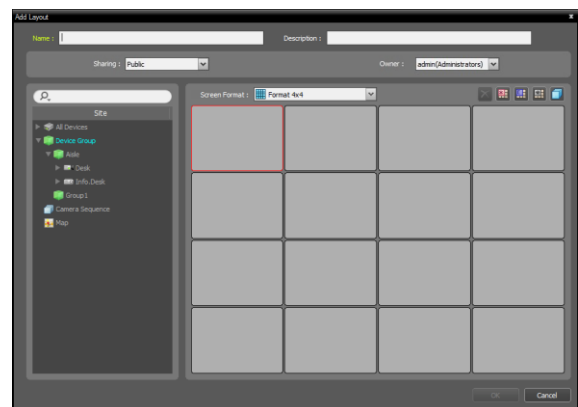 Add Layout x
Name : Description :
Sharing : Public Owner : admin(Administrators)
Screen Format : Format 4x4
Site
All Devices
Device Group
Aisle
Desk
Info.Desk
Group1
Camera Sequence
Map
OK Cancel